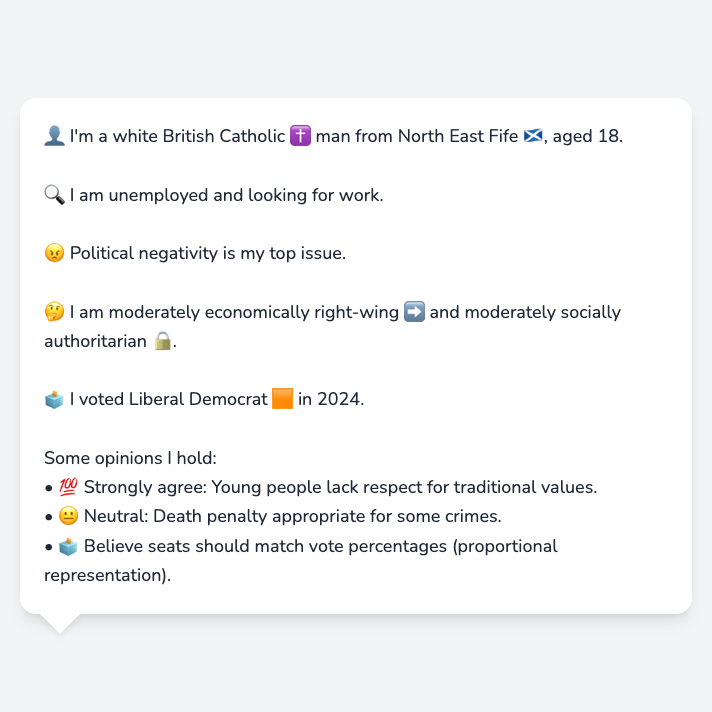 👤 I'm a white British Catholic ✝️ man from North East Fife 🏴󠁧󠁢󠁳󠁣󠁴󠁿, aged 18.
🔍 I am unemployed and looking for work.
😠 Political negativity is my top issue.
🤔 I am moderately economically right-wing ➡️ and moderately socially
authoritarian 🔒.
🗳️ I voted Liberal Democrat 🟧 in 2024.
Some opinions I hold:
• 💯 Strongly agree: Young people lack respect for traditional values.
• 😐 Neutral: Death penalty appropriate for some crimes.
• 🗳️ Believe seats should match vote percentages (proportional
representation).